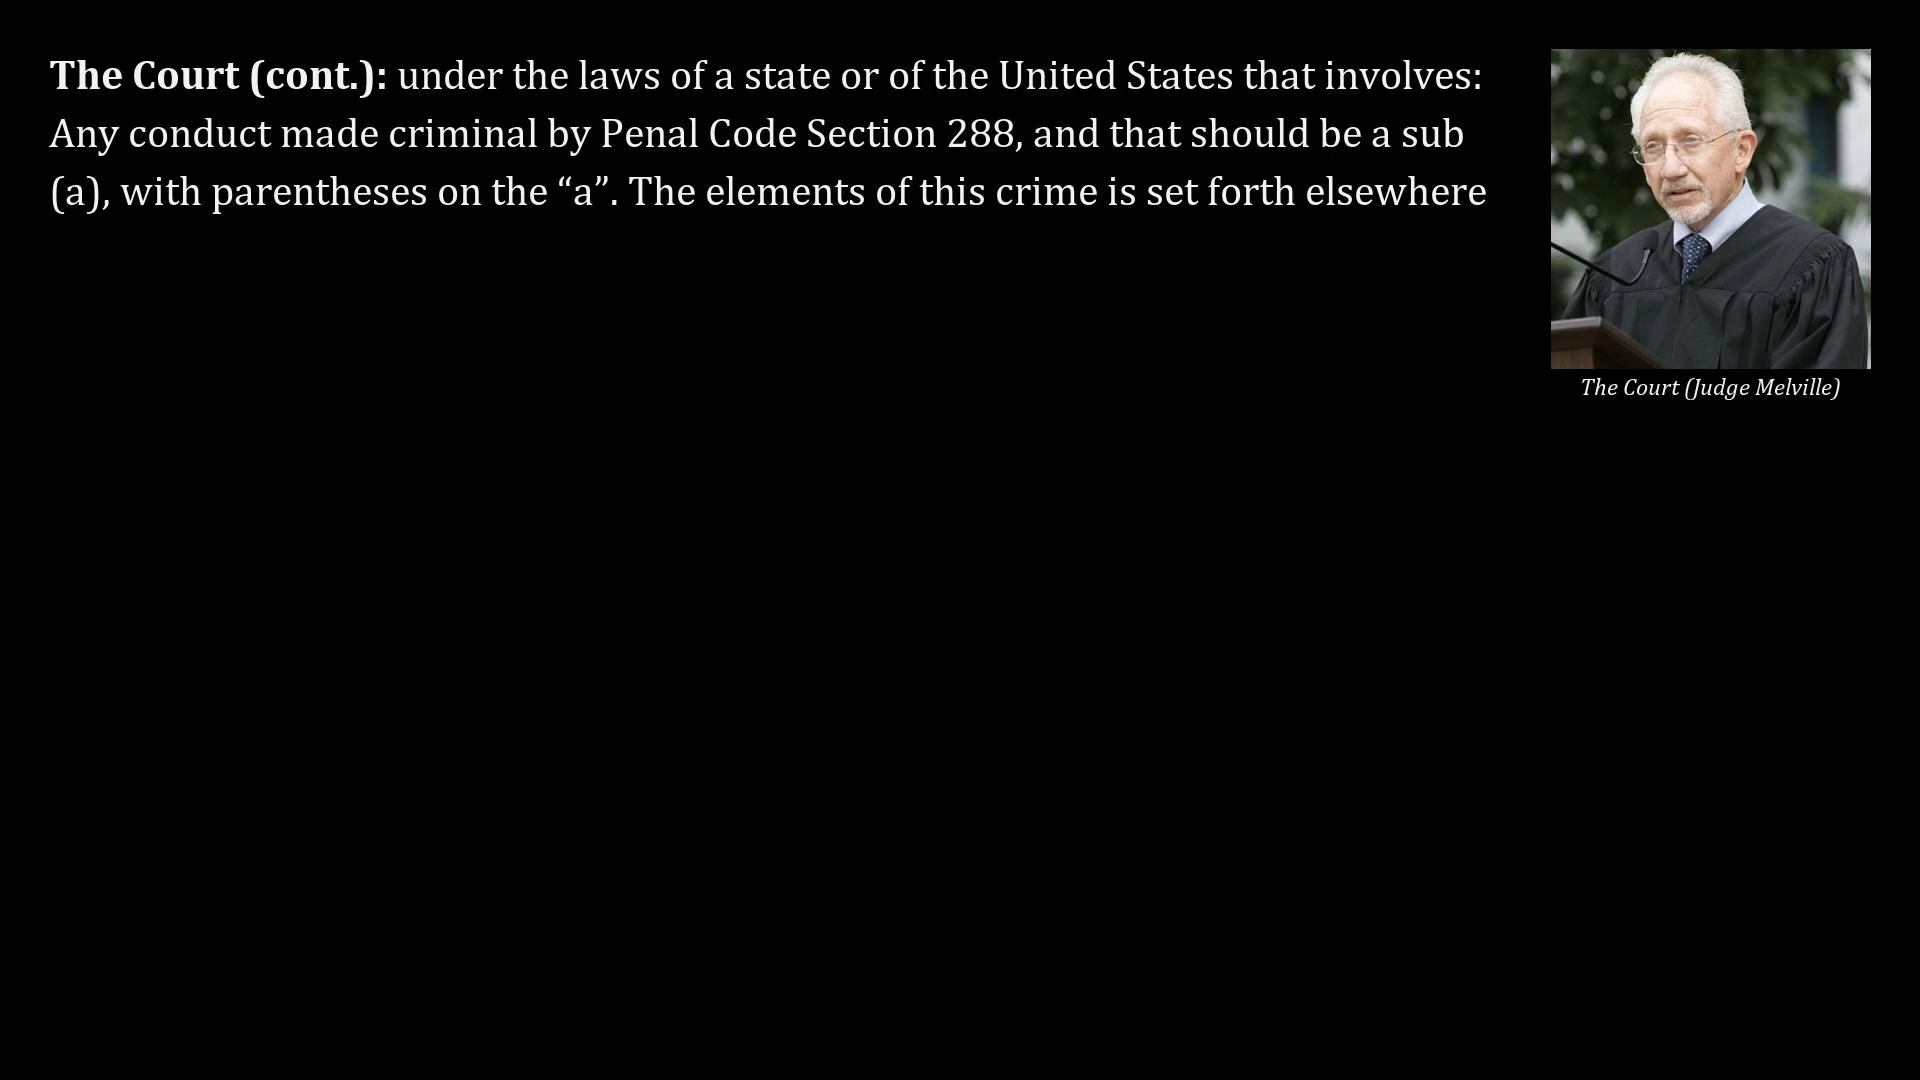 The Court (cont.): under the laws of a state or of the United States that involves:
Any conduct made criminal by Penal Code Section 288, and that should be a sub
(a), with parentheses on the “a”. The elements of this crime is set forth elsewhere
The Court (Judge Melville)